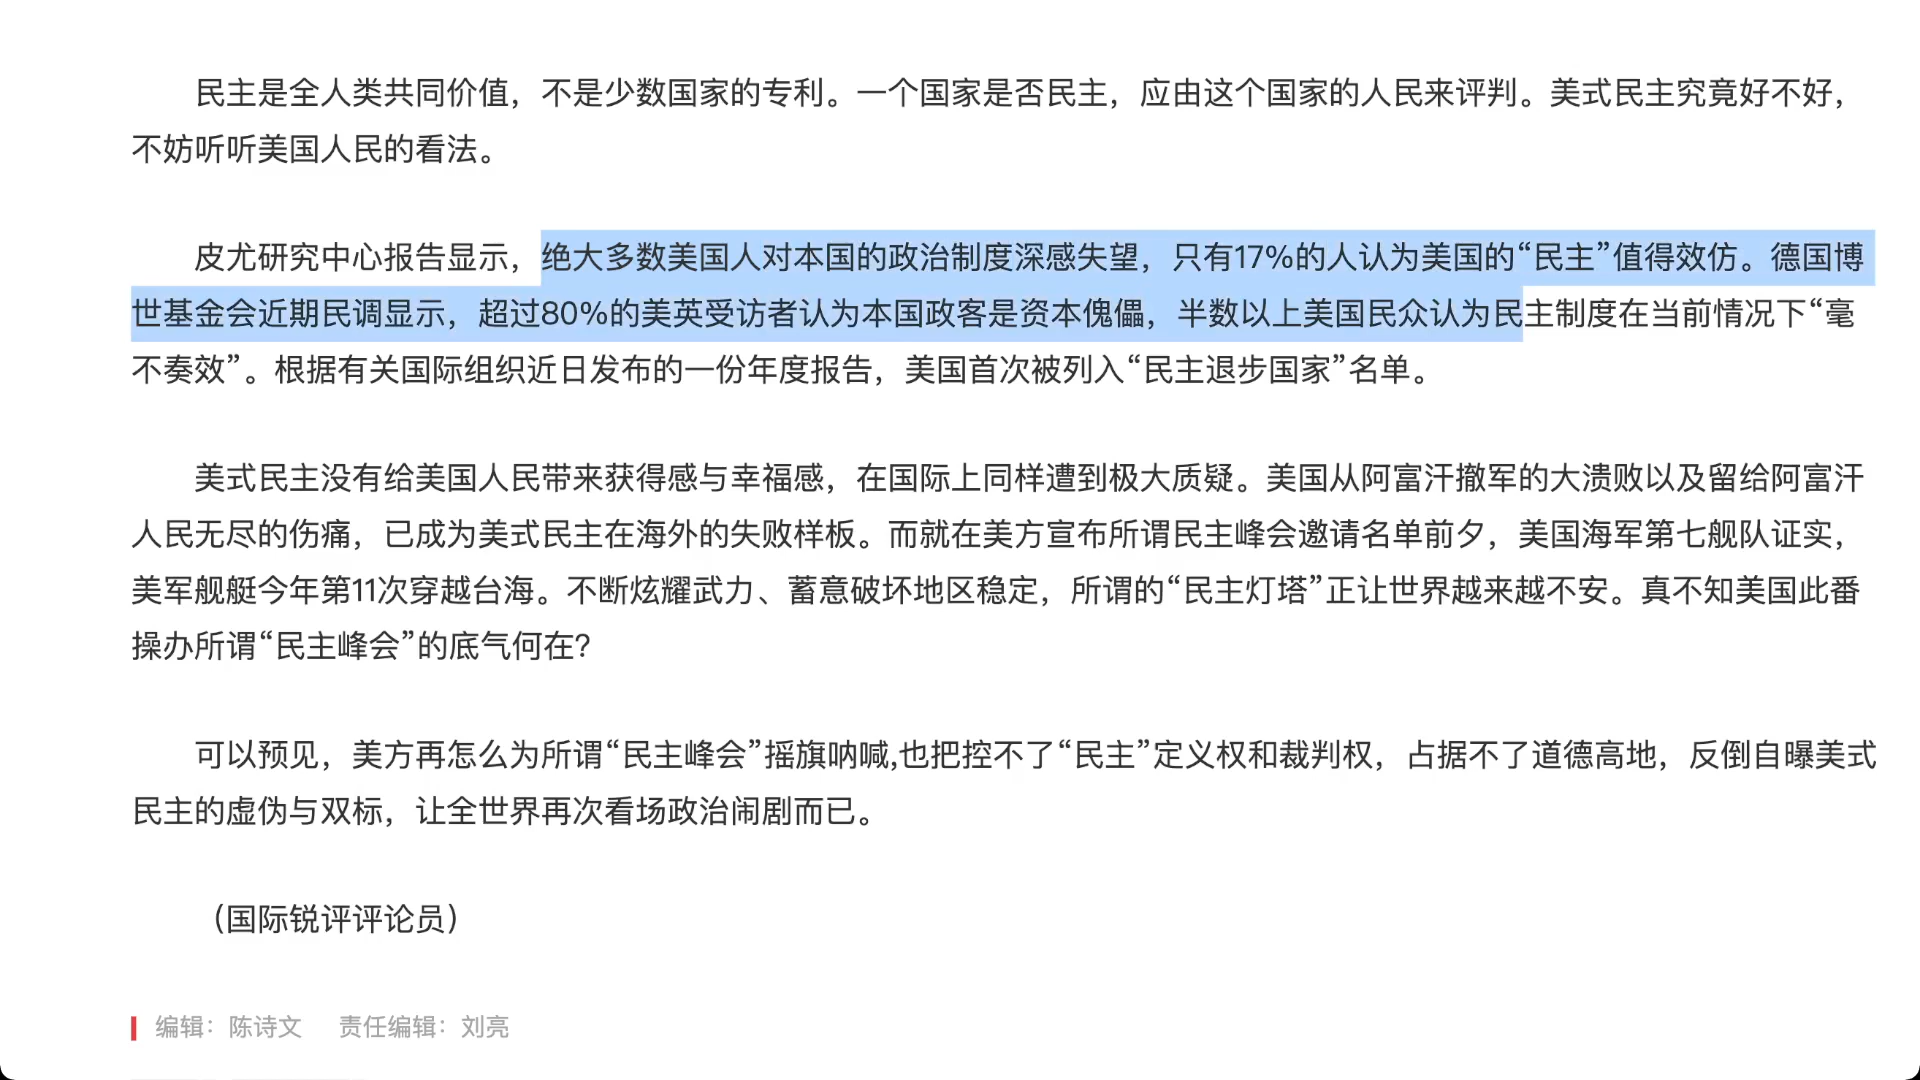 民主是全人类共同价值，不是少数国家的专利。一个国家是否民主，应由这个国家的人民来评判。美式民主究竟好不好，
不妨听听美国人民的看法。
皮尤研究中心报告显示，绝大多数美国人对本国的政治制度深感失望，只有17%的人认为美国的“民主”值得效仿。德国博
世基金会近期民调显示，超过80%的美英受访者认为本国政客是资本傀儡，半数以上美国民众认为民主制度在当前情况下“毫
不奏效”。根据有关国际组织近日发布的一份年度报告，美国首次被列入“民主退步国家”名单。
美式民主没有给美国人民带来获得感与幸福感，在国际上同样遭到极大质疑。美国从阿富汗撤军的大溃败以及留给阿富汗
人民无尽的伤痛，已成为美式民主在海外的失败样板。而就在美方宣布所谓民主峰会邀请名单前夕，美国海军第七舰队证实，
美军舰艇今年第11次穿越台海。不断炫耀武力、蓄意破坏地区稳定，所谓的“民主灯塔”正让世界越来越不安。真不知美国此番
操办所谓“民主峰会”的底气何在？
可以预见，美方再怎么为所谓“民主峰会”摇旗呐喊,也把控不了“民主”定义权和裁判权，占据不了道德高地，反倒自曝美式
民主的虚伪与双标，让全世界再次看场政治闹剧而已。
（国际锐评评论员）
编辑：陈诗文 责任编辑：刘亮